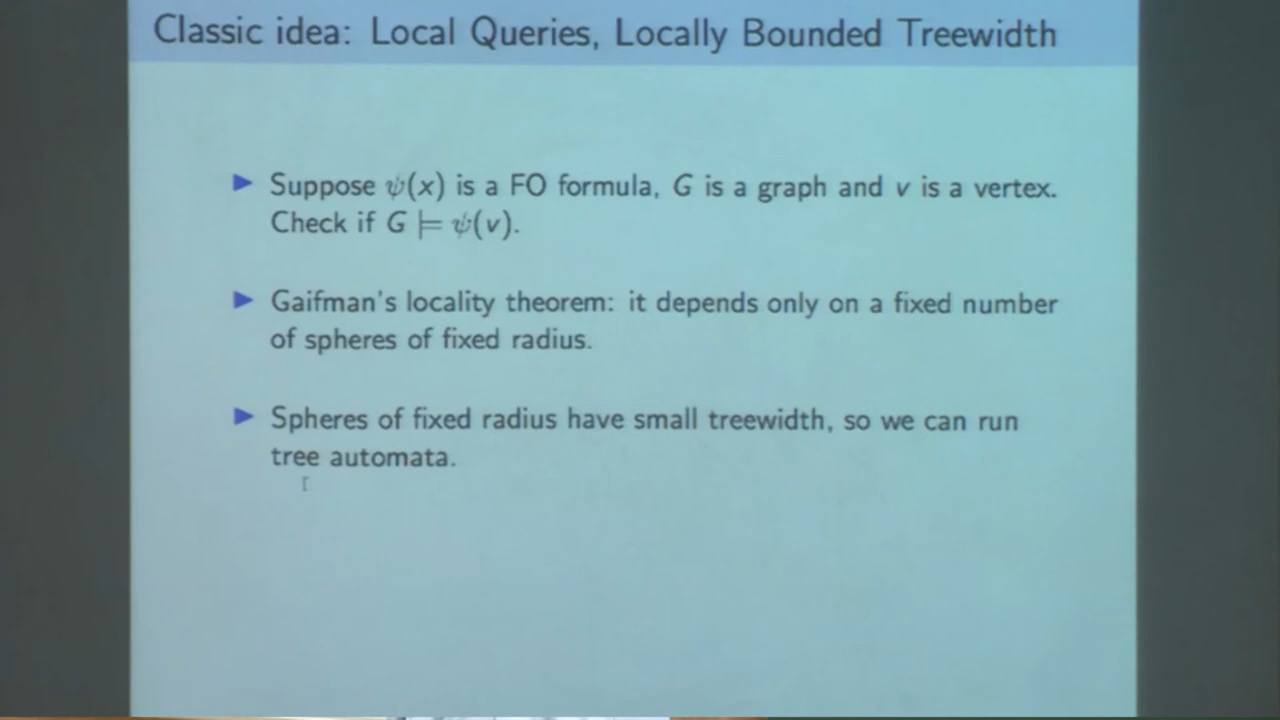 Classic idea: Local Queries, Locally Bounded Treewidth
▶ Suppose ψ(x) is a FO formula, G is a graph and v is a vertex.
Check if G ⊨ ψ(v).
▶ Gaifman's locality theorem: it depends only on a fixed number
of spheres of fixed radius.
▶ Spheres of fixed radius have small treewidth, so we can run
tree automata.